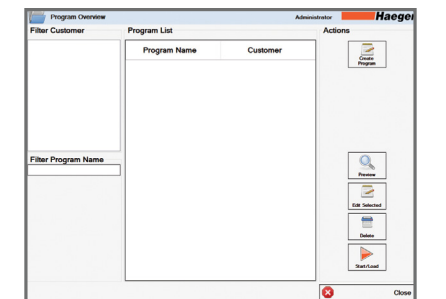 Program Overview
Administrator
Haeger
Filter Customer
Program List
Actions
Program Name
Customer
Create
Program
Filter Program Name
Preview
Edit Selected
Delete
Start/Load
Close